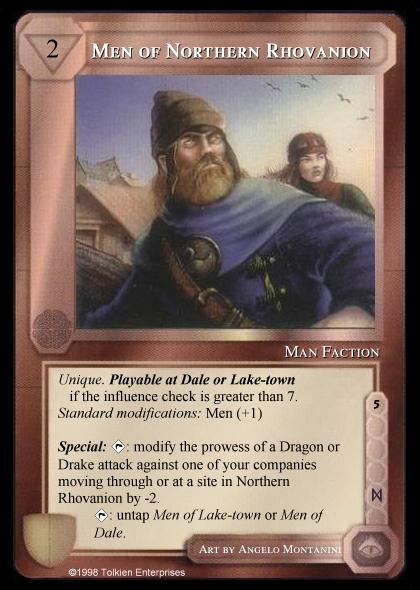 2
Men of Northern Rhovanion
Man Faction
Unique. Playable at Dale or Lake-town
if the influence check is greater than 7.
Standard modifications: Men (+1)
5
Special: : modify the prowess of a Dragon or
Drake attack against one of your companies
moving through or at a site in Northern
Rhovanion by -2.
: untap Men of Lake-town or Men of
Dale.
Art by Angelo Montanini
©1998 Tolkien Enterprises